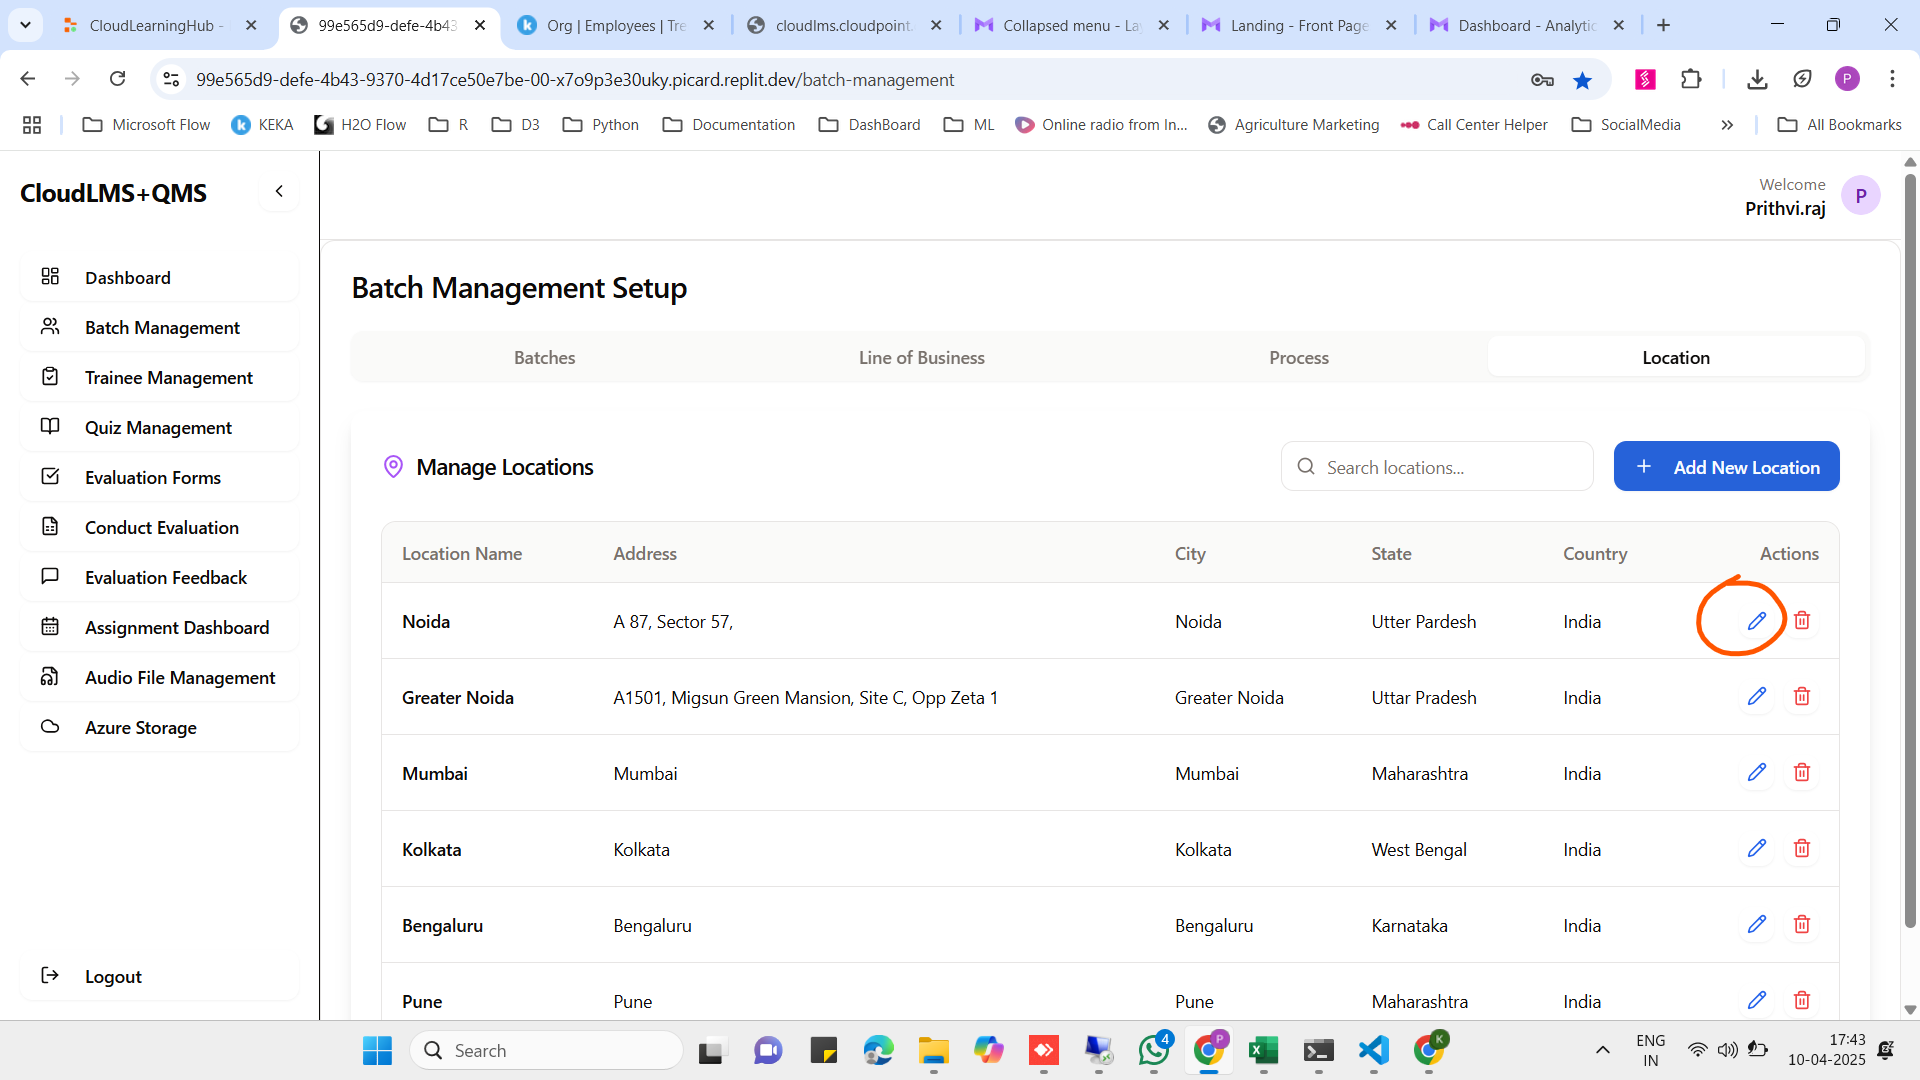 CloudLearningHub -
99e565d9-defe-4b43
Org | Employees | Tre
cloudlms.cloudpoint.
Collapsed menu - La
Landing - Front Page
Dashboard - Analytic
99e565d9-defe-4b43-9370-4d17ce50e7be-00-x7o9p3e30uky.picard.replit.dev/batch-management
P
Microsoft Flow
KEKA
H2O Flow
R
D3
Python
Documentation
DashBoard
ML
Online radio from In...
Agriculture Marketing
Call Center Helper
SocialMedia
All Bookmarks
CloudLMS+QMS
Welcome
Prithvi.raj
P
Dashboard
Batch Management
Trainee Management
Quiz Management
Evaluation Forms
Conduct Evaluation
Evaluation Feedback
Assignment Dashboard
Audio File Management
Azure Storage
Logout
Batch Management Setup
Batches Line of Business Process Location
Manage Locations
Search locations...
Add New Location
Location Name Address City State Country Actions
Noida A 87, Sector 57, Noida Utter Pardesh India
Greater Noida A1501, Migsun Green Mansion, Site C, Opp Zeta 1 Greater Noida Uttar Pradesh India
Mumbai Mumbai Mumbai Maharashtra India
Kolkata Kolkata Kolkata West Bengal India
Bengaluru Bengaluru Bengaluru Karnataka India
Pune Pune Pune Maharashtra India
Search
4
P
K
ENG
IN
17:43
10-04-2025